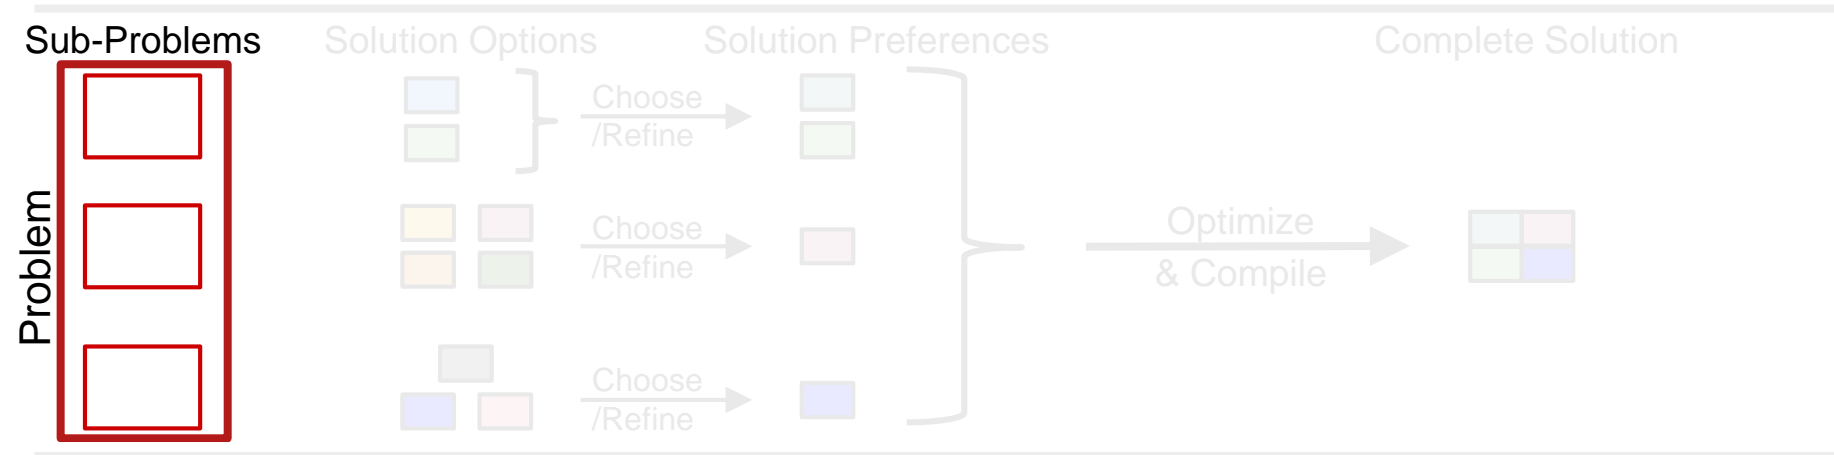 Sub-Problems
Solution Options
Solution Preferences
Complete Solution
Problem
Choose
/Refine
Choose
/Refine
Choose
/Refine
Optimize
& Compile